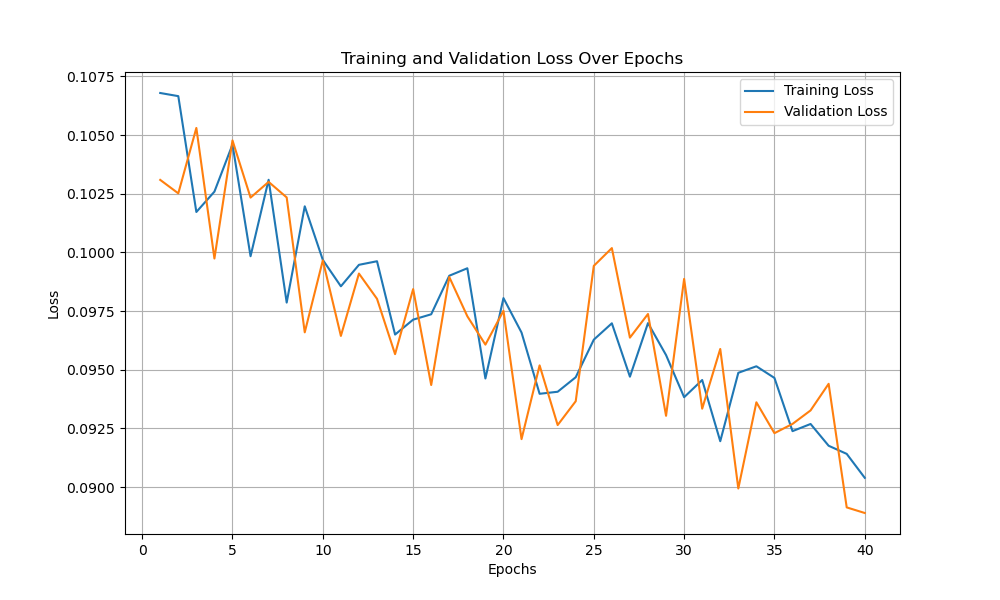 Training and Validation Loss Over Epochs
Training Loss
Validation Loss
Loss
0.1075
0.1050
0.1025
0.1000
0.0975
0.0950
0.0925
0.0900
0 5 10 15 20 25 30 35 40
Epochs